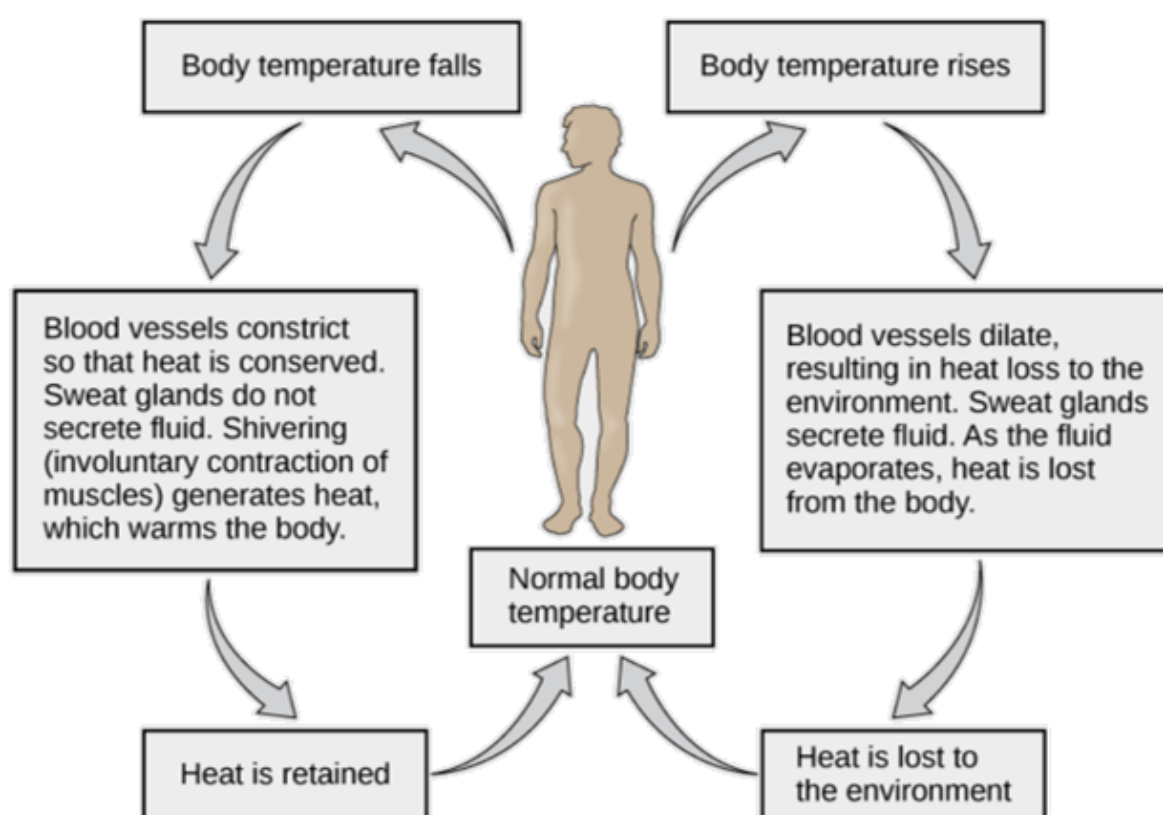 Body temperature falls
Body temperature rises
Blood vessels constrict
so that heat is conserved.
Sweat glands do not
secrete fluid. Shivering
(involuntary contraction of
muscles) generates heat,
which warms the body.
Blood vessels dilate,
resulting in heat loss to the
environment. Sweat glands
secrete fluid. As the fluid
evaporates, heat is lost
from the body.
Normal body
temperature
Heat is retained
Heat is lost to
the environment